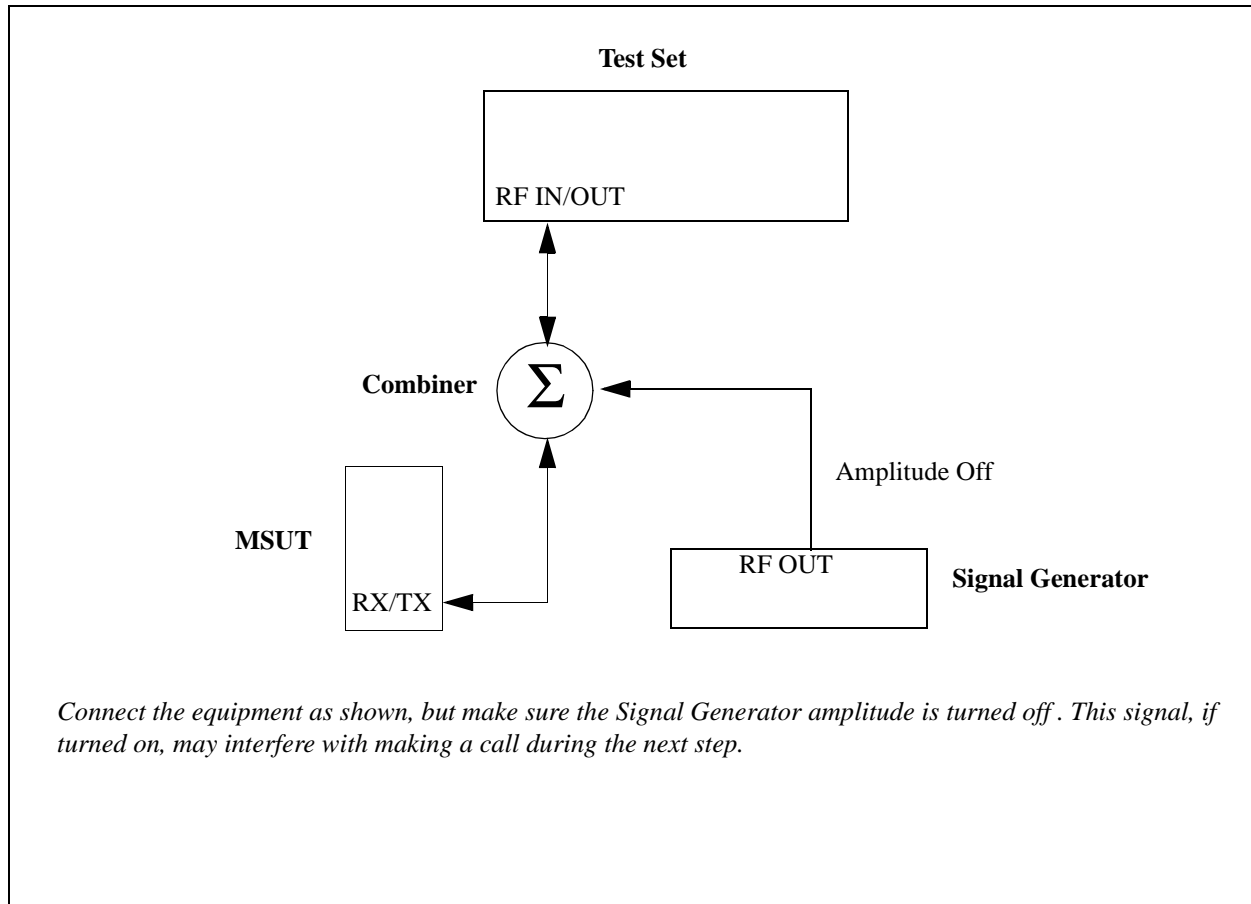 Test Set
RF IN/OUT
Combiner
Σ
Amplitude Off
MSUT
RF OUT
Signal Generator
RX/TX
Connect the equipment as shown, but make sure the Signal Generator amplitude is turned off . This signal, if
turned on, may interfere with making a call during the next step.